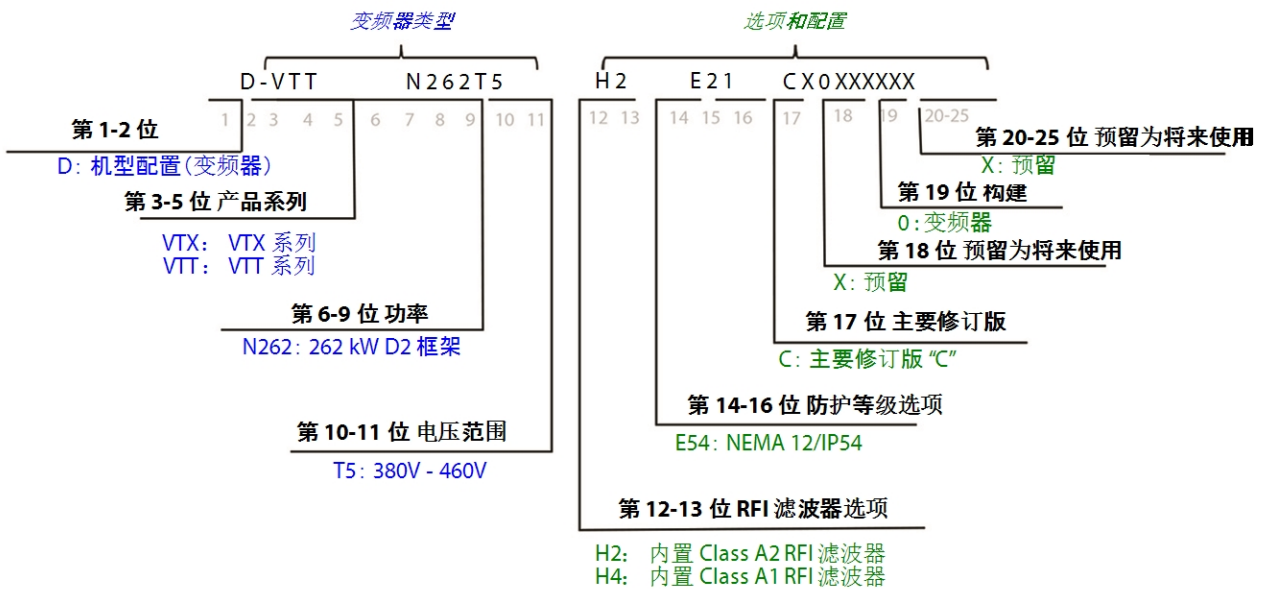 变频器类型 选项和配置
D-VTT N262T5 H2 E21 CX0XXXXXX
1 2 3 4 5 6 7 8 9 10 11 12 13 14 15 16 17 18 19 20-25
第 1-2 位
D: 机型配置(变频器)
第 3-5 位 产品系列
VTX: VTX 系列
VTT: VTT 系列
第 6-9 位 功率
N262: 262 kW D2 框架
第 10-11 位 电压范围
T5: 380V - 460V
第 20-25 位 预留为将来使用
X: 预留
第 19 位 构建
0:变频器
第 18 位 预留为将来使用
X: 预留
第 17 位 主要修订版
C: 主要修订版 “C”
第 14-16 位 防护等级选项
E54: NEMA 12/IP54
第 12-13 位 RFI 滤波器选项
H2: 内置 Class A2 RFI 滤波器
H4: 内置 Class A1 RFI 滤波器